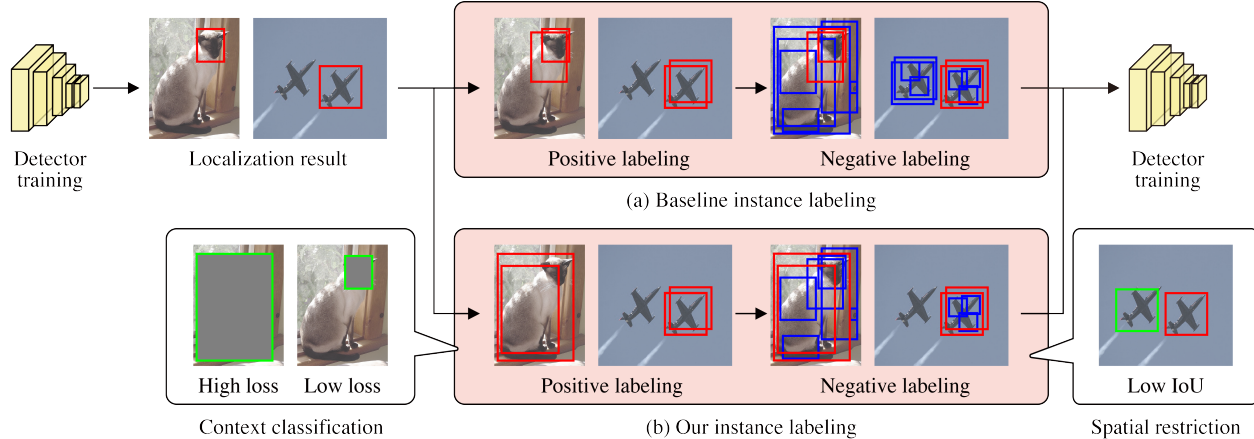 Detector
training
Localization result
Positive labeling
Negative labeling
Detector
training
(a) Baseline instance labeling
High loss
Low loss
Positive labeling
Negative labeling
Low IoU
Context classification
(b) Our instance labeling
Spatial restriction